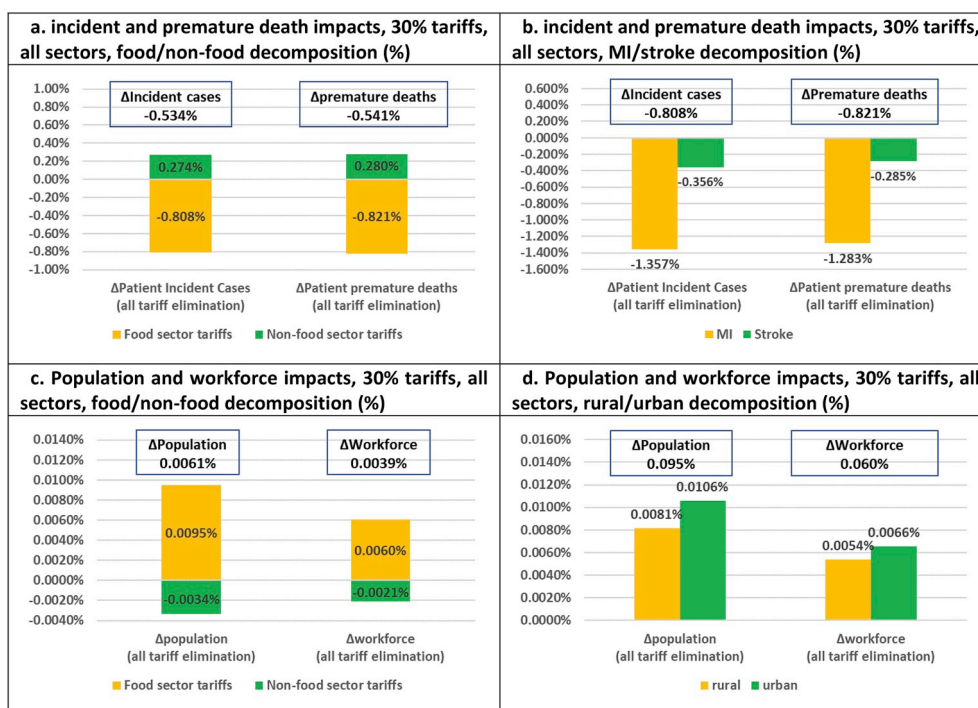 a. incident and premature death impacts, 30% tariffs,
all sectors, food/non-food decomposition (%)
1.00%
0.80%
0.60%
0.40%
0.20%
0.00%
-0.20%
-0.40%
-0.60%
-0.80%
-1.00%
ΔIncident cases
-0.534%
Δpremature deaths
-0.541%
0.274%
0.280%
-0.808%
-0.821%
ΔPatient Incident Cases
(all tariff elimination)
ΔPatient premature deaths
(all tariff elimination)
Food sector tariffs
Non-food sector tariffs
b. incident and premature death impacts, 30% tariffs,
all sectors, MI/stroke decomposition (%)
0.600%
0.400%
0.200%
0.000%
-0.200%
-0.400%
-0.600%
-0.800%
-1.000%
-1.200%
-1.400%
-1.600%
ΔIncident cases
-0.808%
ΔPremature deaths
-0.821%
-0.356%
-0.285%
-1.357%
-1.283%
ΔPatient Incident Cases
(all tariff elimination)
ΔPatient premature deaths
(all tariff elimination)
MI
Stroke
c. Population and workforce impacts, 30% tariffs, all
sectors, food/non-food decomposition (%)
0.0140%
0.0120%
0.0100%
0.0080%
0.0060%
0.0040%
0.0020%
0.0000%
-0.0020%
-0.0040%
ΔPopulation
0.0061%
ΔWorkforce
0.0039%
0.0095%
0.0060%
-0.0034%
-0.0021%
Δpopulation
(all tariff elimination)
Δworkforce
(all tariff elimination)
Food sector tariffs
Non-food sector tariffs
d. Population and workforce impacts, 30% tariffs, all
sectors, rural/urban decomposition (%)
0.0160%
0.0140%
0.0120%
0.0100%
0.0080%
0.0060%
0.0040%
0.0020%
0.0000%
ΔPopulation
0.095%
ΔWorkforce
0.060%
0.0081%
0.0106%
0.0054%
0.0066%
Δpopulation
(all tariff elimination)
Δworkforce
(all tariff elimination)
rural
urban